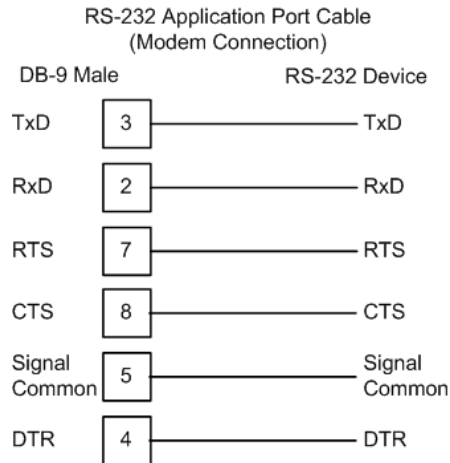 RS-232 Application Port Cable
(Modem Connection)
DB-9 Male RS-232 Device
TxD 3 TxD
RxD 2 RxD
RTS 7 RTS
CTS 8 CTS
Signal
Common 5 Signal
Common
DTR 4 DTR